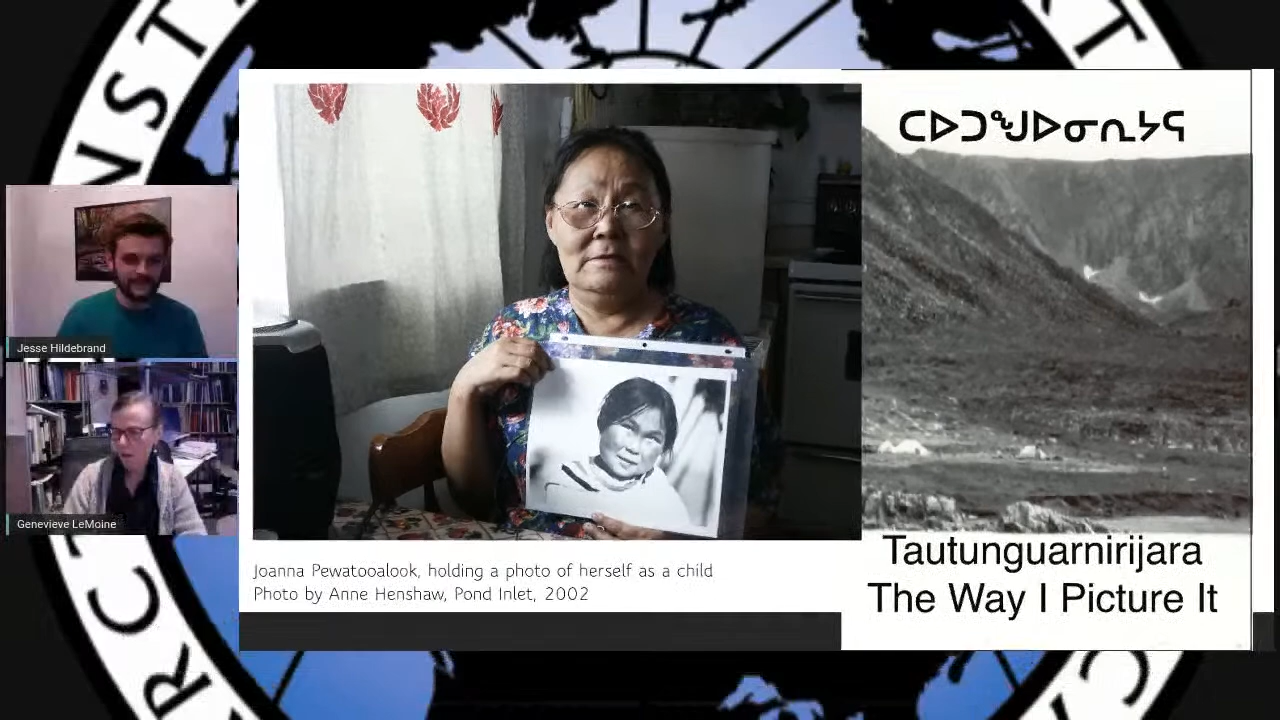 ᑕᐅᑐᖑᐅᓂᕆᔭᕋ
Jesse Hildebrand
Genevieve LeMoine
Joanna Pewatooalook, holding a photo of herself as a child
Photo by Anne Henshaw, Pond Inlet, 2002
Tautunguarnirijara
The Way I Picture It